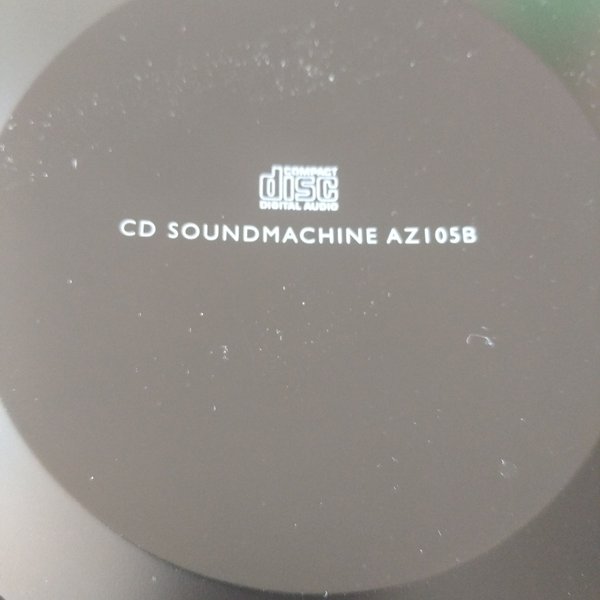 COMPACT
disc
DIGITAL AUDIO
CD SOUNDMACHINE AZ105B